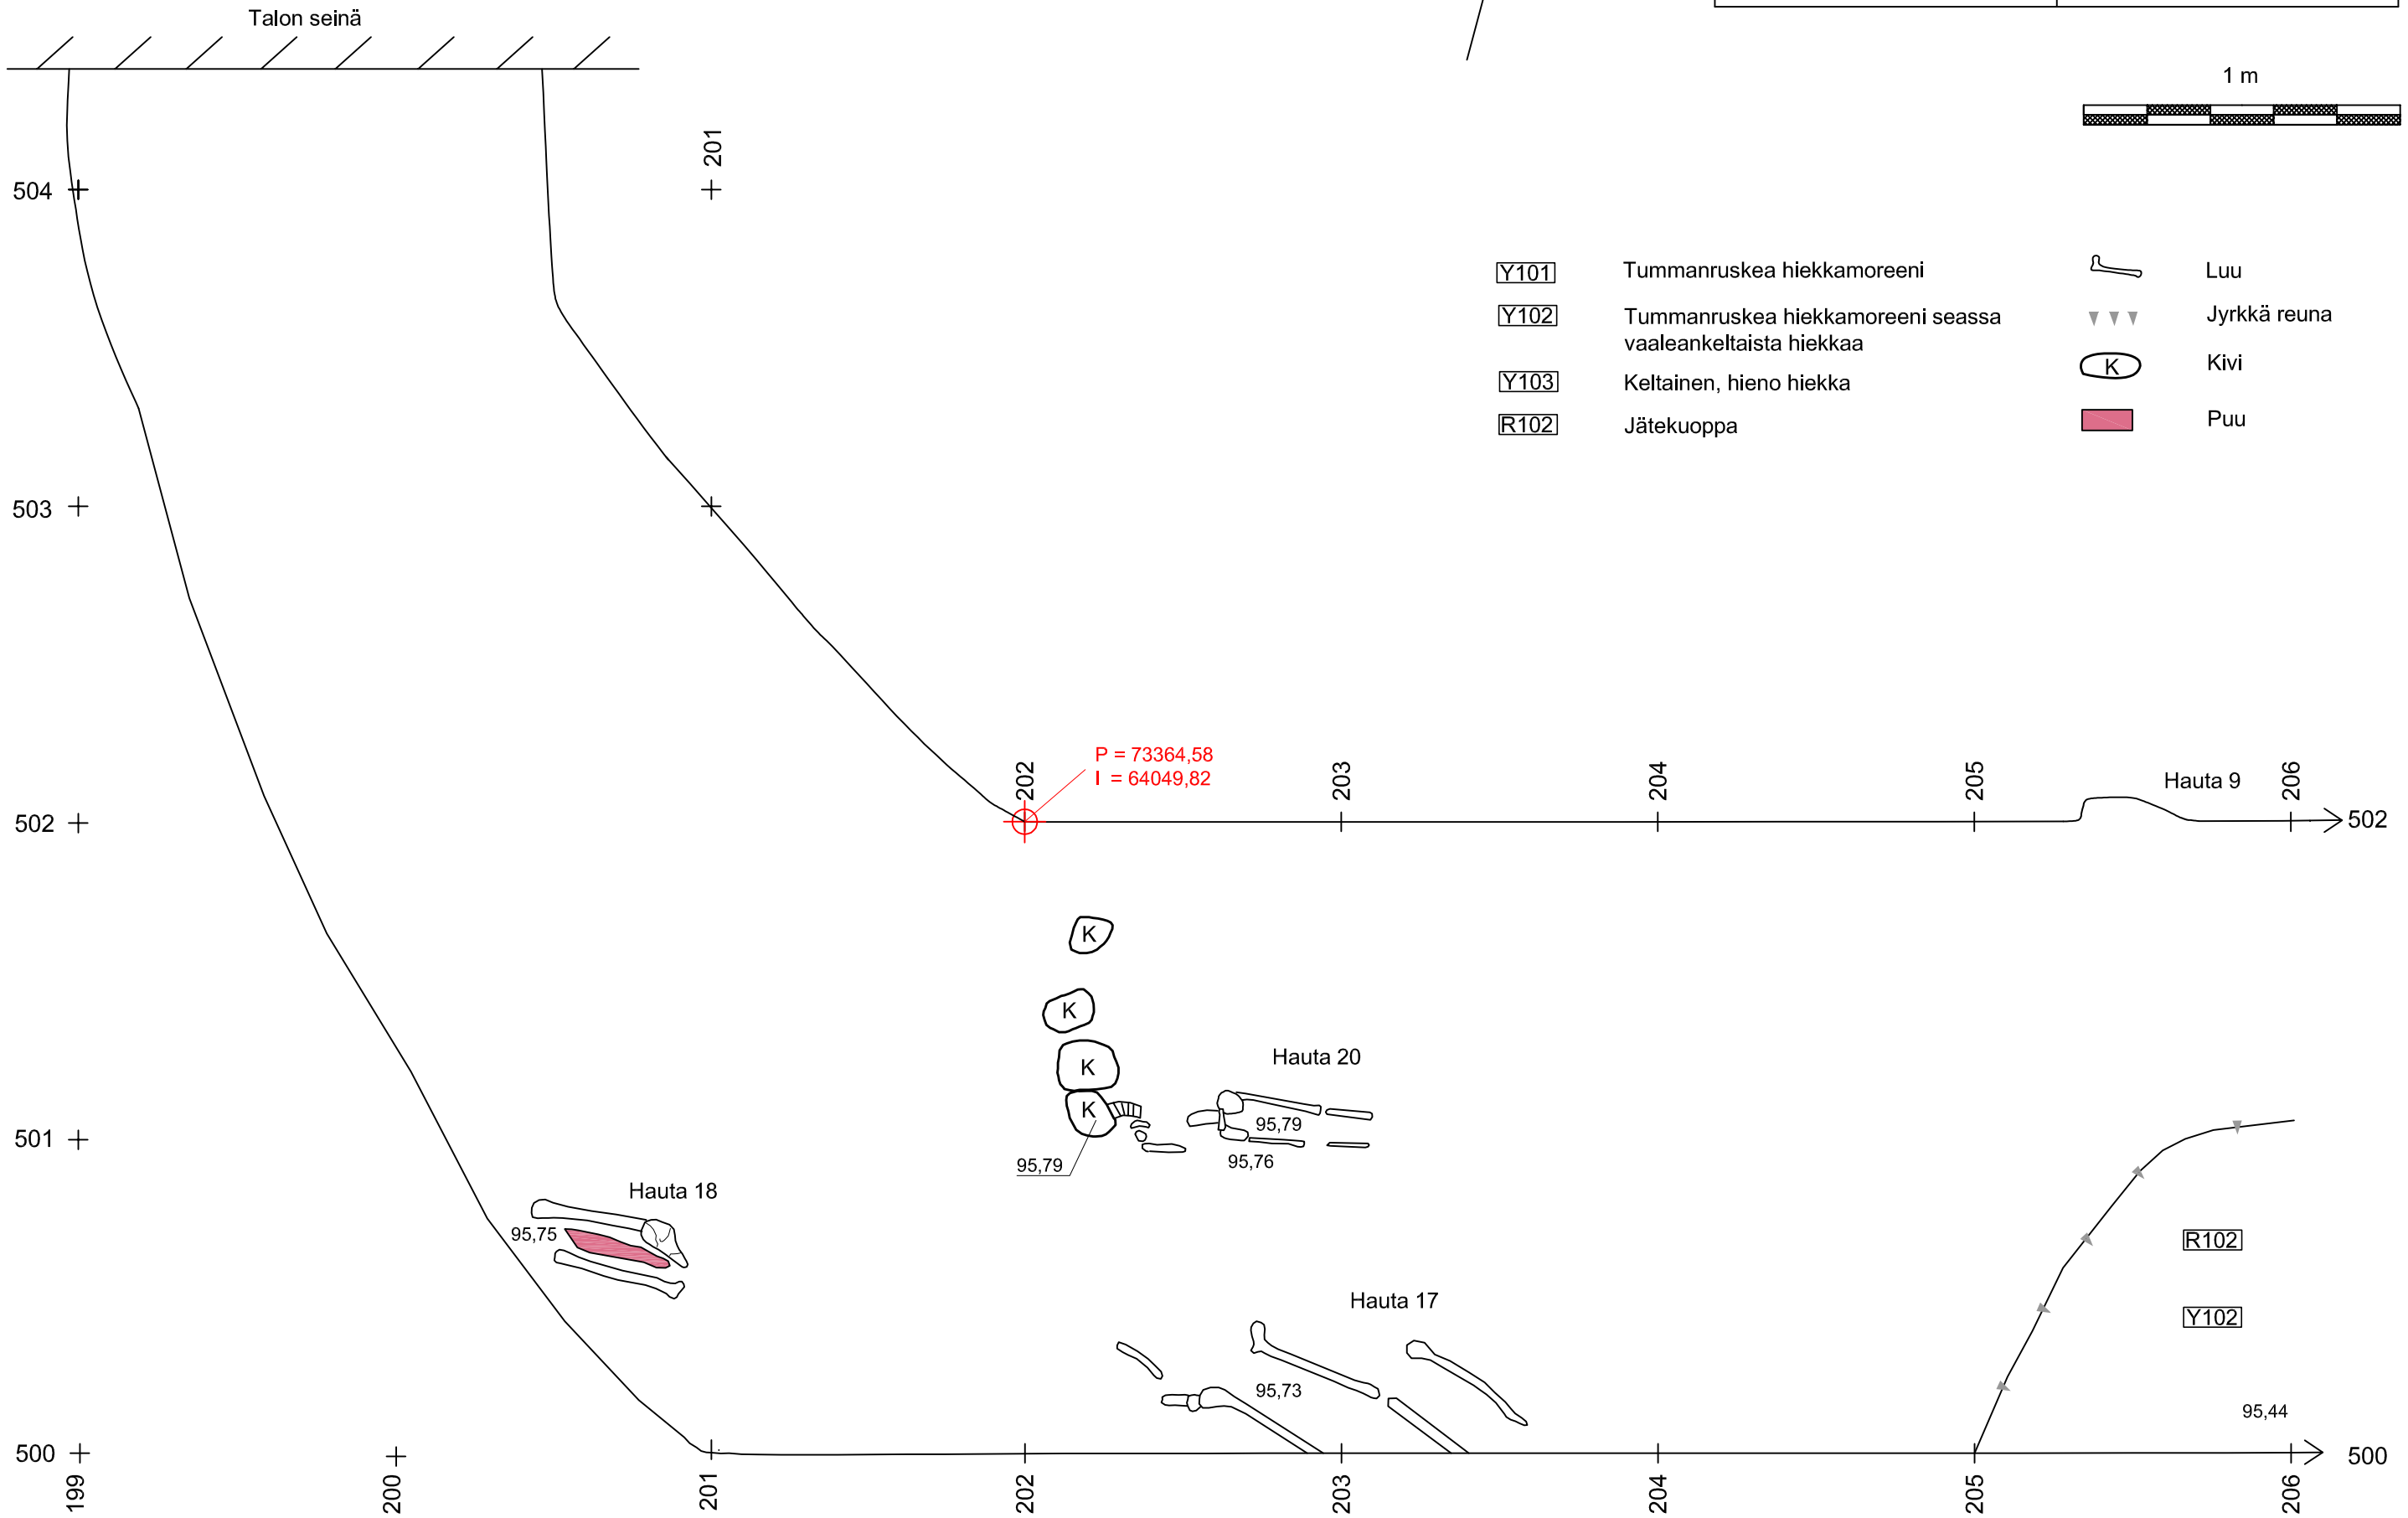 Talon seinä
1 m
201
504
Y101 Tummanruskea hiekkamoreeni
Luu
Y102 Tummanruskea hiekkamoreeni seassa
vaaleankeltaista hiekkaa
Jyrkkä reuna
K Kivi
Y103 Keltainen, hieno hiekka
R102 Jätekuoppa
Puu
503
P = 73364,58
I = 64049,82
202
203
204
205
Hauta 9
206
502
502
K
K
K
K
Hauta 20
95,79
95,76
95,79
501
Hauta 18
95,75
R102
Y102
Hauta 17
95,73
95,44
500
500
199
200
201
202
203
204
205
206